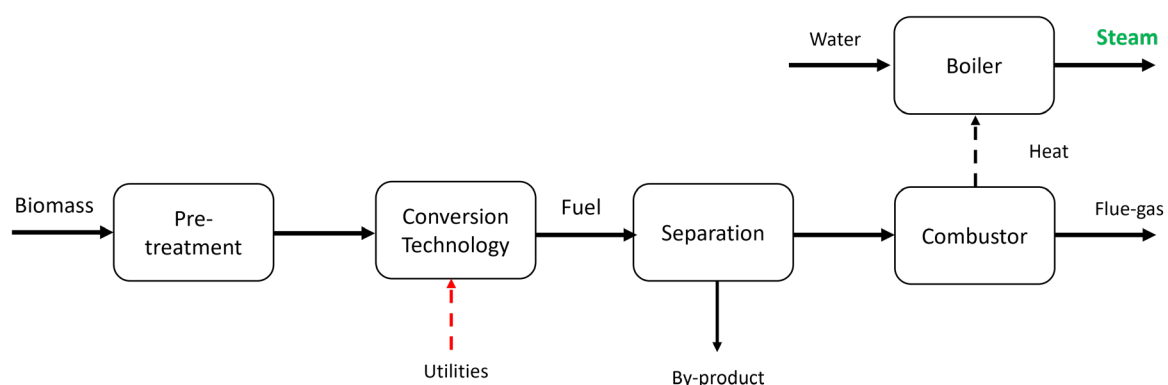 Water
Boiler
Steam
Heat
Biomass
Pre-
treatment
Conversion
Technology
Fuel
Separation
Combustor
Flue-gas
Utilities
By-product